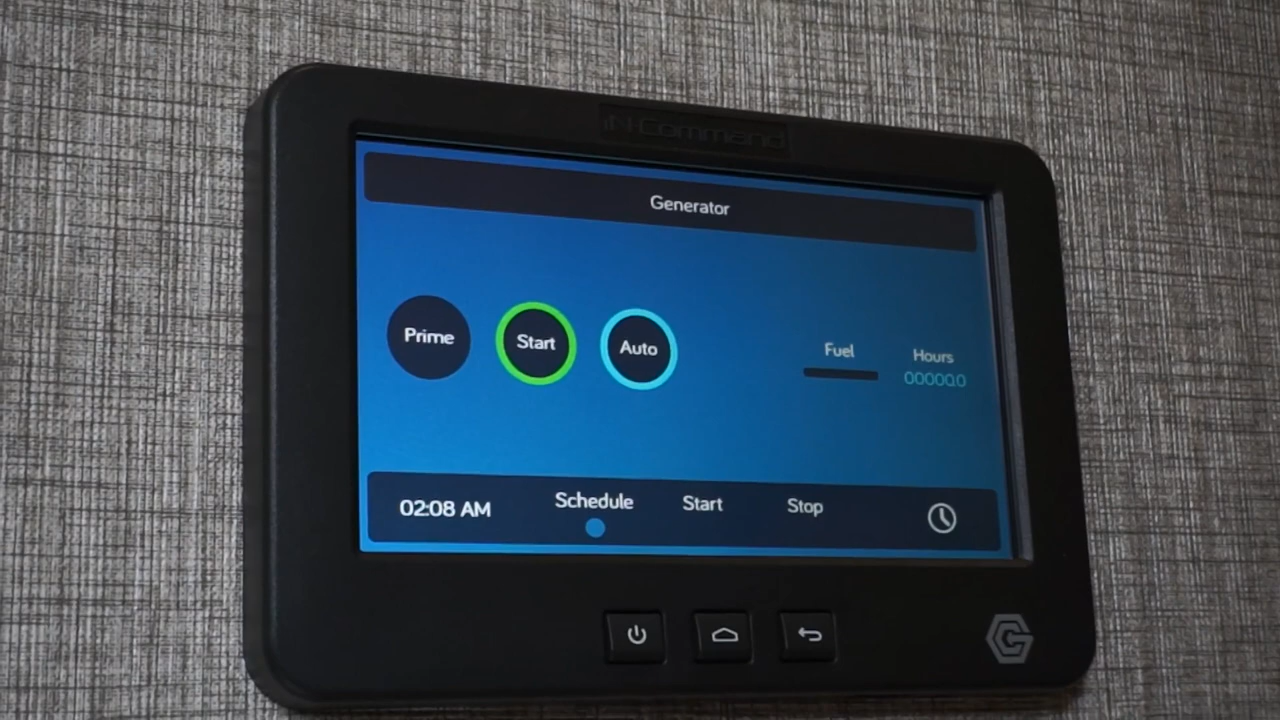 iN·Command
Generator
Prime
Start
Auto
Fuel
Hours
00000.0
02:08 AM
Schedule
Start
Stop